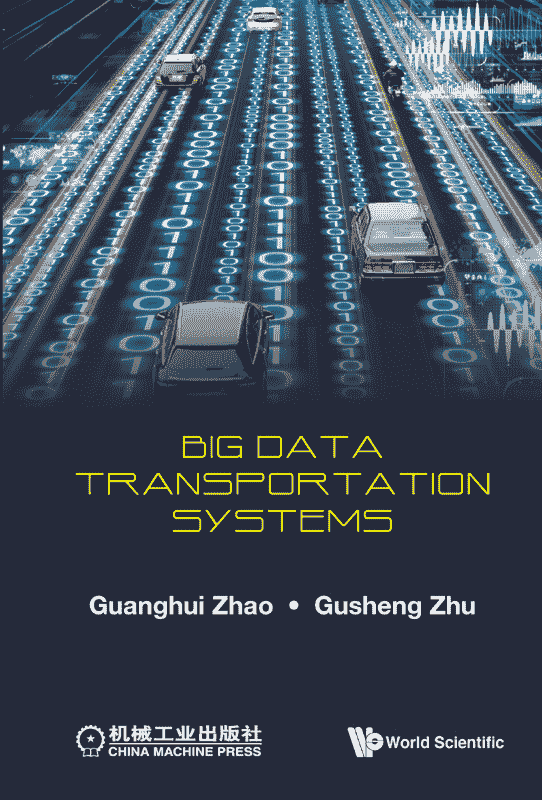 BIG DATA
TRANSPORTATION
SYSTEMS
Guanghui Zhao • Gusheng Zhu
机械工业出版社
CHINA MACHINE PRESS
World Scientific